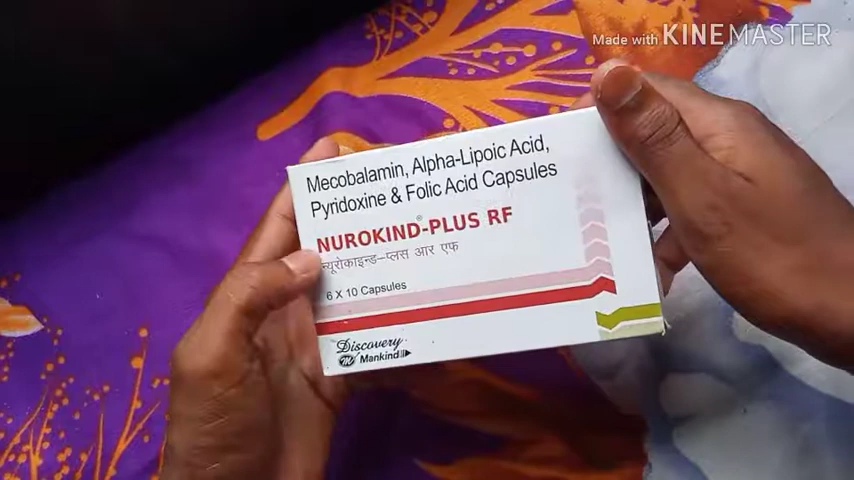 Made with KINEMASTER
Mecobalamin, Alpha-Lipoic Acid,
Pyridoxine & Folic Acid Capsules
NUROKIND®-PLUS RF
न्यूरोकाइन्ड-प्लस आर एफ
6 X 10 Capsules
Discovery
Mankind